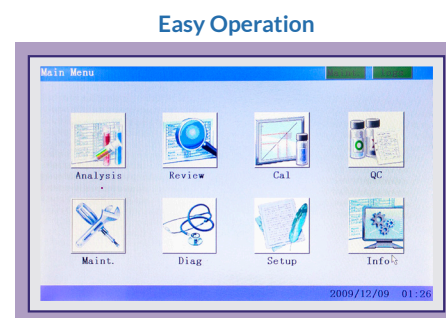 Easy Operation
Main Menu
Analysis
Review
Cal
QC
Maint.
Diag
Setup
Info
2009/12/09 01:26